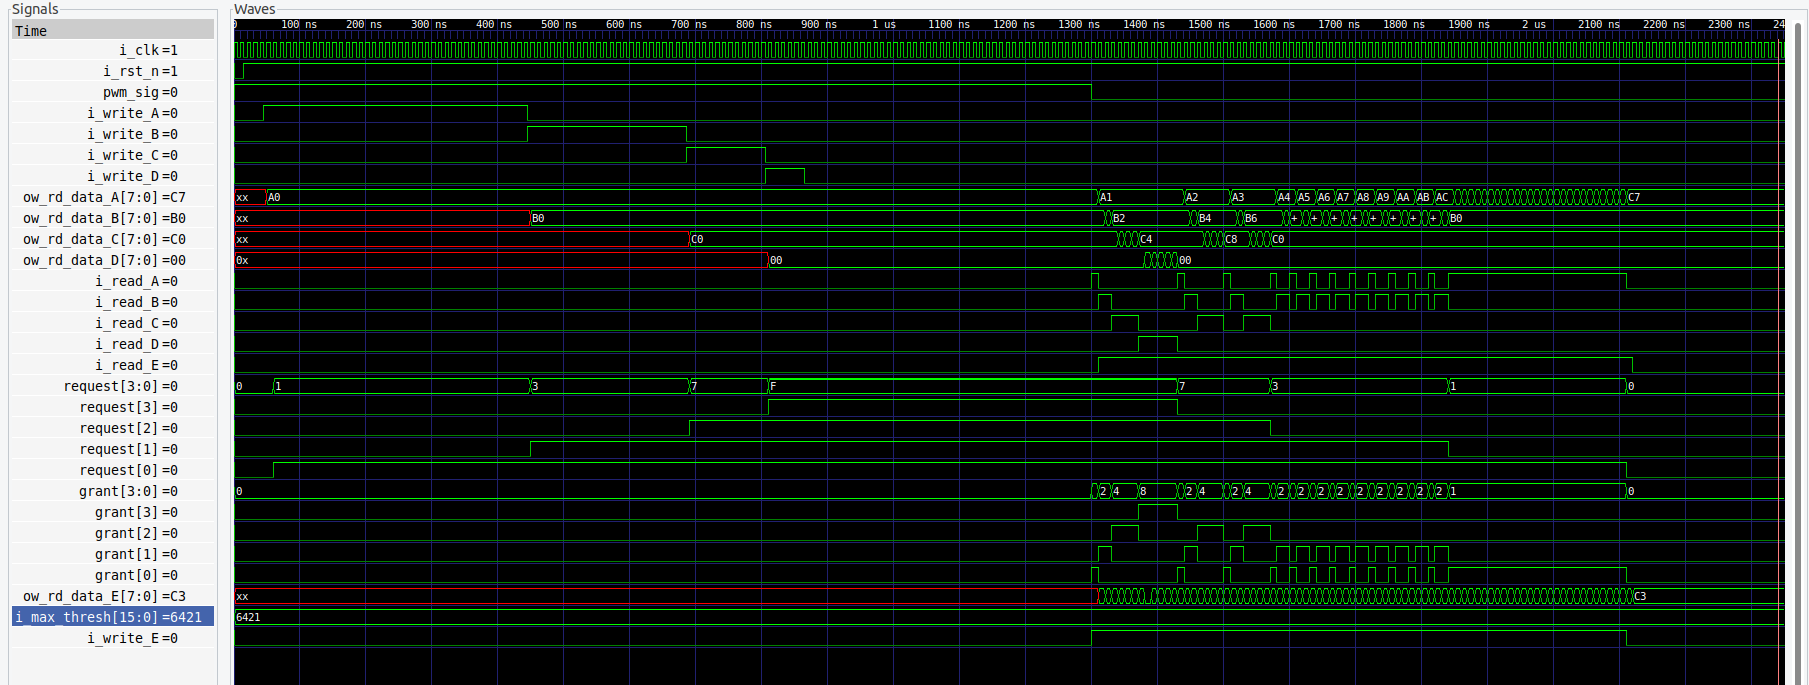 Signals Waves
Time 0 100 ns 200 ns 300 ns 400 ns 500 ns 600 ns 700 ns 800 ns 900 ns 1 us 1100 ns 1200 ns 1300 ns 1400 ns 1500 ns 1600 ns 1700 ns 1800 ns 1900 ns 2 us 2100 ns 2200 ns 2300 ns 24
i_clk =1
i_rst_n =1
pwm_sig =0
i_write_A =0
i_write_B =0
i_write_C =0
i_write_D =0
ow_rd_data_A[7:0] =C7 xx A0 A1 A2 A3 A4 A5 A6 A7 A8 A9 AA AB AC C7
ow_rd_data_B[7:0] =B0 xx B0 B2 B4 B6 + + + + + + + + B0
ow_rd_data_C[7:0] =C0 xx C0 C4 C8 C0
ow_rd_data_D[7:0] =00 0x 00 00
i_read_A =0
i_read_B =0
i_read_C =0
i_read_D =0
i_read_E =0
request[3:0] =0 0 1 3 7 F 7 3 1 0
request[3] =0
request[2] =0
request[1] =0
request[0] =0
grant[3:0] =0 0 2 4 8 2 4 2 4 2 2 2 2 2 2 2 2 2 1 0
grant[3] =0
grant[2] =0
grant[1] =0
grant[0] =0
ow_rd_data_E[7:0] =C3 xx C3
i_max_thresh[15:0] =6421 6421
i_write_E =0